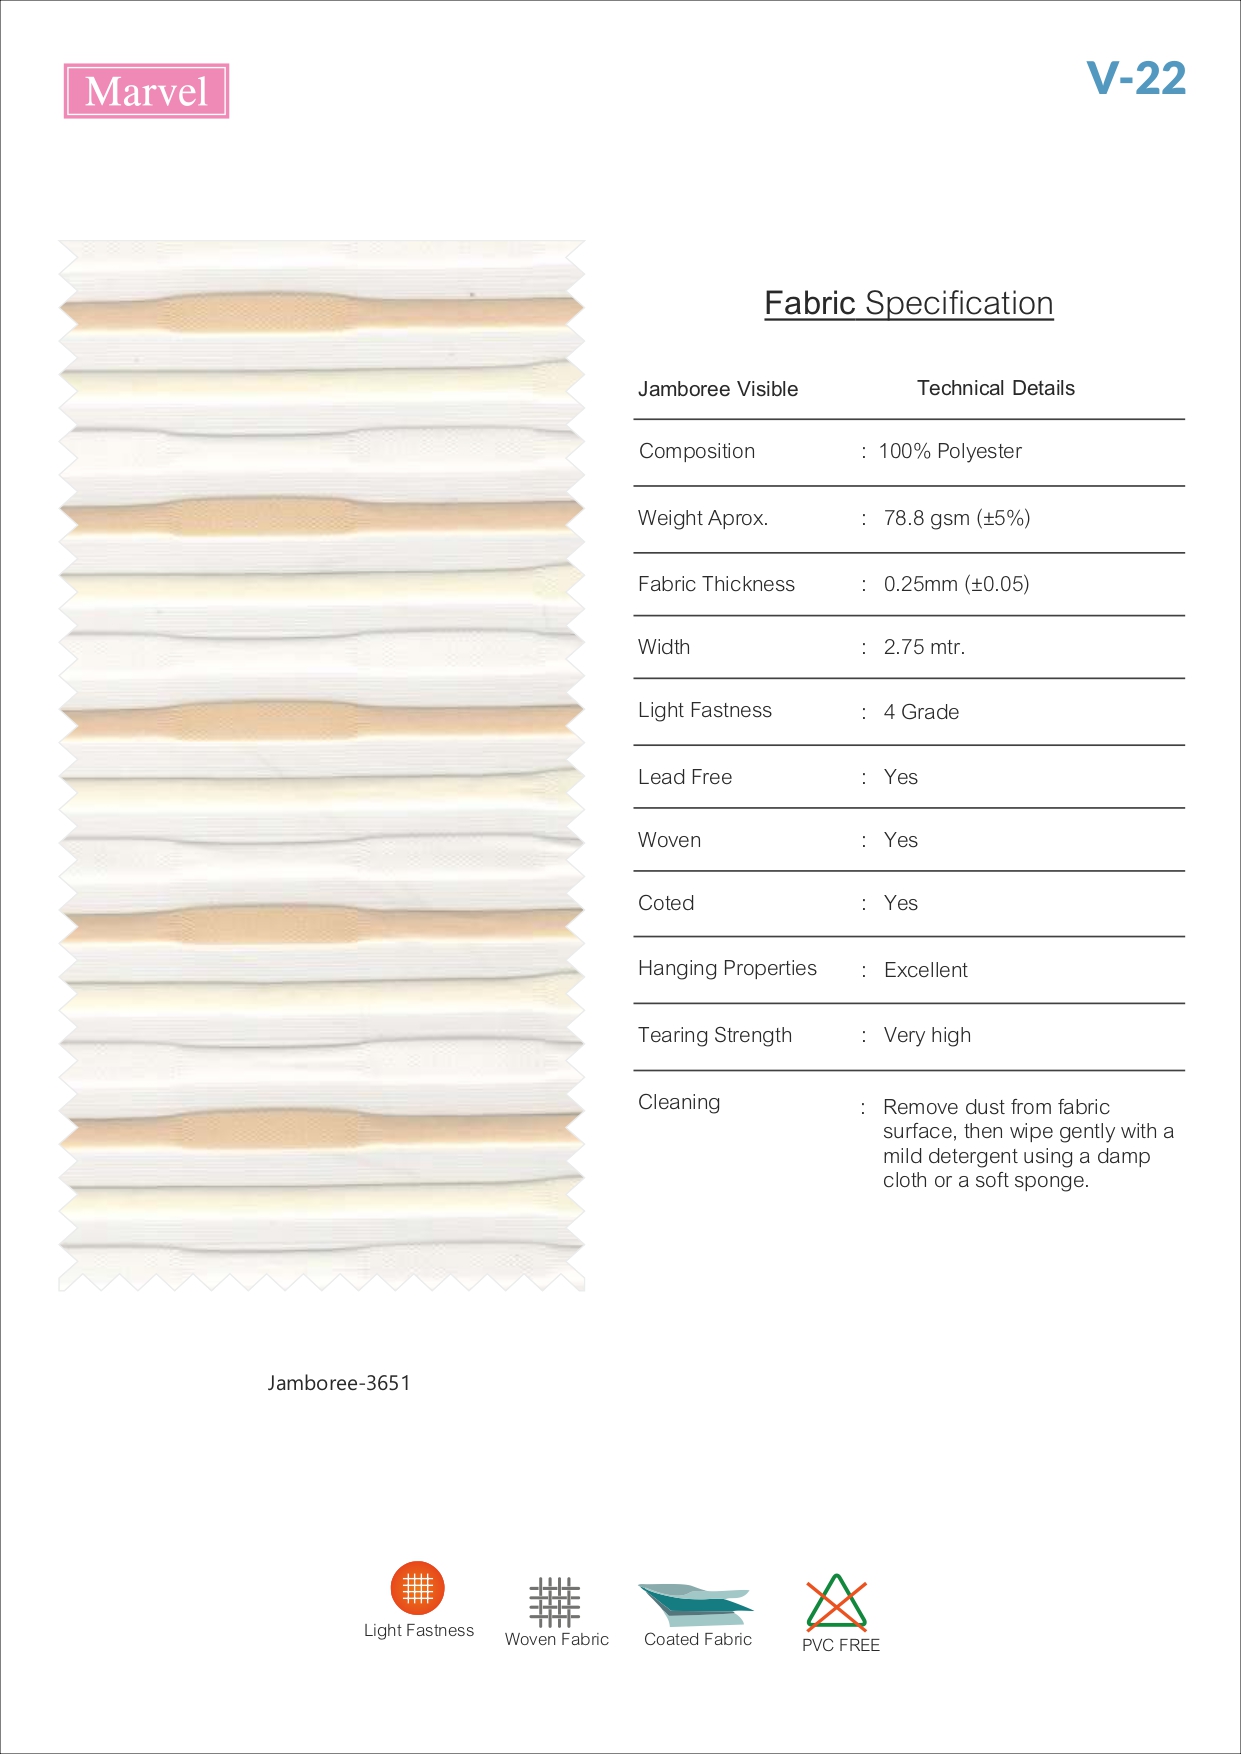 Marvel
V-22
Fabric Specification
Jamboree Visible Technical Details
Composition : 100% Polyester
Weight Aprox. : 78.8 gsm (±5%)
Fabric Thickness : 0.25mm (±0.05)
Width : 2.75 mtr.
Light Fastness : 4 Grade
Lead Free : Yes
Woven : Yes
Coted : Yes
Hanging Properties : Excellent
Tearing Strength : Very high
Cleaning : Remove dust from fabric
surface, then wipe gently with a
mild detergent using a damp
cloth or a soft sponge.
Jamboree-3651
Light Fastness
Woven Fabric
Coated Fabric
PVC FREE